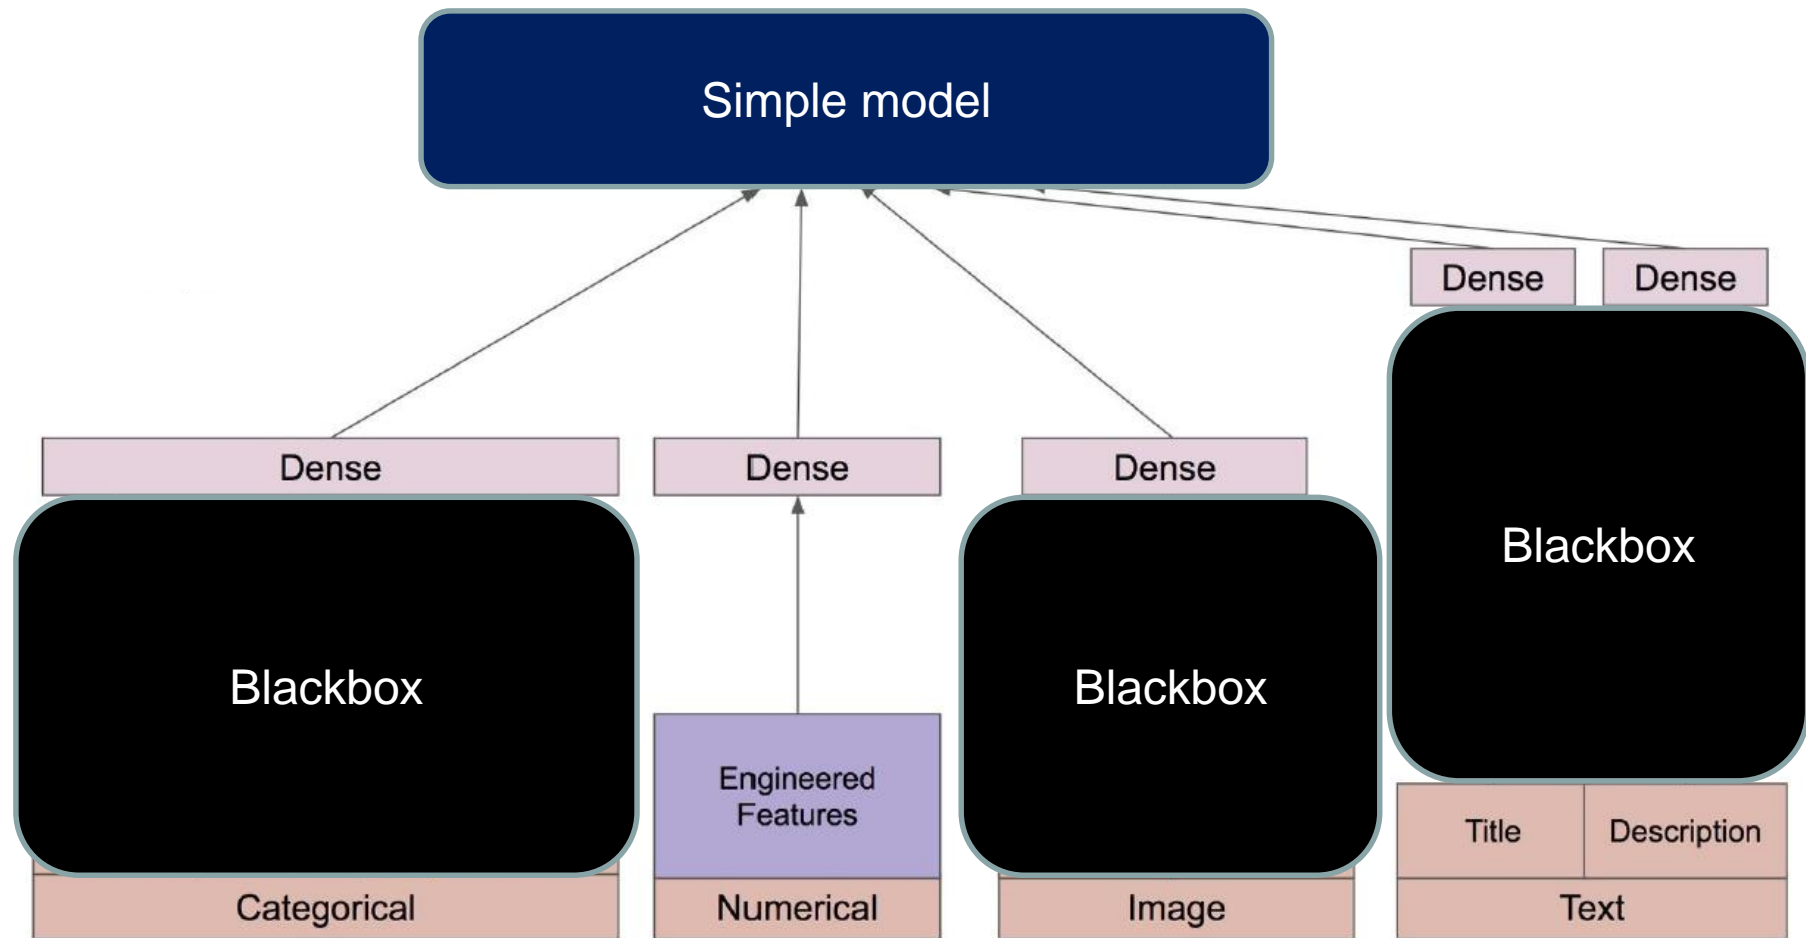 Simple model
Dense
Dense
Dense
Dense
Dense
Blackbox
Blackbox
Blackbox
Engineered
Features
Title
Description
Categorical
Numerical
Image
Text